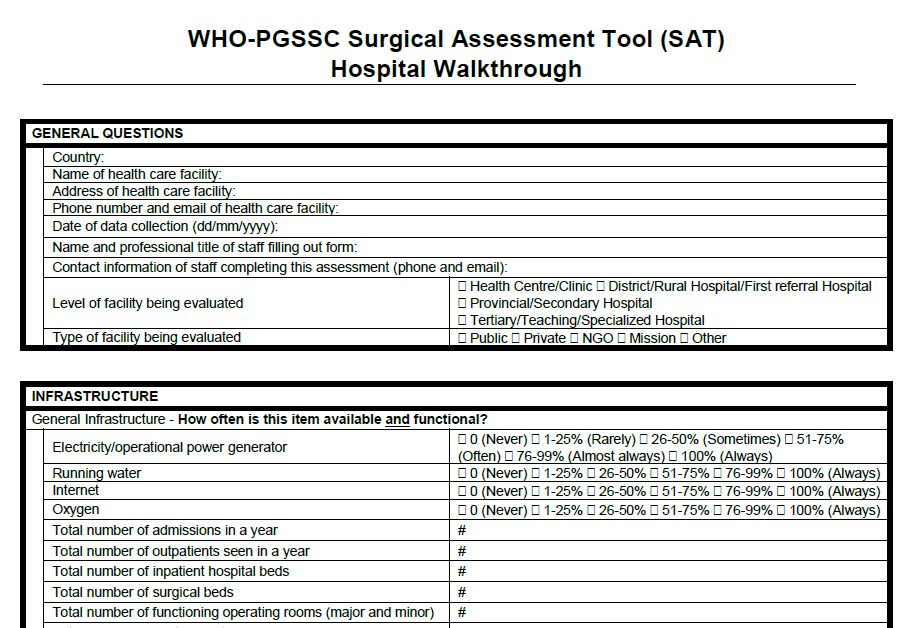 WHO-PGSSC Surgical Assessment Tool (SAT)
Hospital Walkthrough
GENERAL QUESTIONS
Country:
Name of health care facility:
Address of health care facility:
Phone number and email of health care facility:
Date of data collection (dd/mm/yyyy):
Name and professional title of staff filling out form:
Contact information of staff completing this assessment (phone and email):
Level of facility being evaluated
☐ Health Centre/Clinic ☐ District/Rural Hospital/First referral Hospital
☐ Provincial/Secondary Hospital
☐ Tertiary/Teaching/Specialized Hospital
Type of facility being evaluated
☐ Public ☐ Private ☐ NGO ☐ Mission ☐ Other
INFRASTRUCTURE
General Infrastructure - How often is this item available and functional?
Electricity/operational power generator
☐ 0 (Never) ☐ 1-25% (Rarely) ☐ 26-50% (Sometimes) ☐ 51-75%
(Often) ☐ 76-99% (Almost always) ☐ 100% (Always)
Running water
☐ 0 (Never) ☐ 1-25% ☐ 26-50% ☐ 51-75% ☐ 76-99% ☐ 100% (Always)
Internet
☐ 0 (Never) ☐ 1-25% ☐ 26-50% ☐ 51-75% ☐ 76-99% ☐ 100% (Always)
Oxygen
☐ 0 (Never) ☐ 1-25% ☐ 26-50% ☐ 51-75% ☐ 76-99% ☐ 100% (Always)
Total number of admissions in a year
#
Total number of outpatients seen in a year
#
Total number of inpatient hospital beds
#
Total number of surgical beds
#
Total number of functioning operating rooms (major and minor)
#